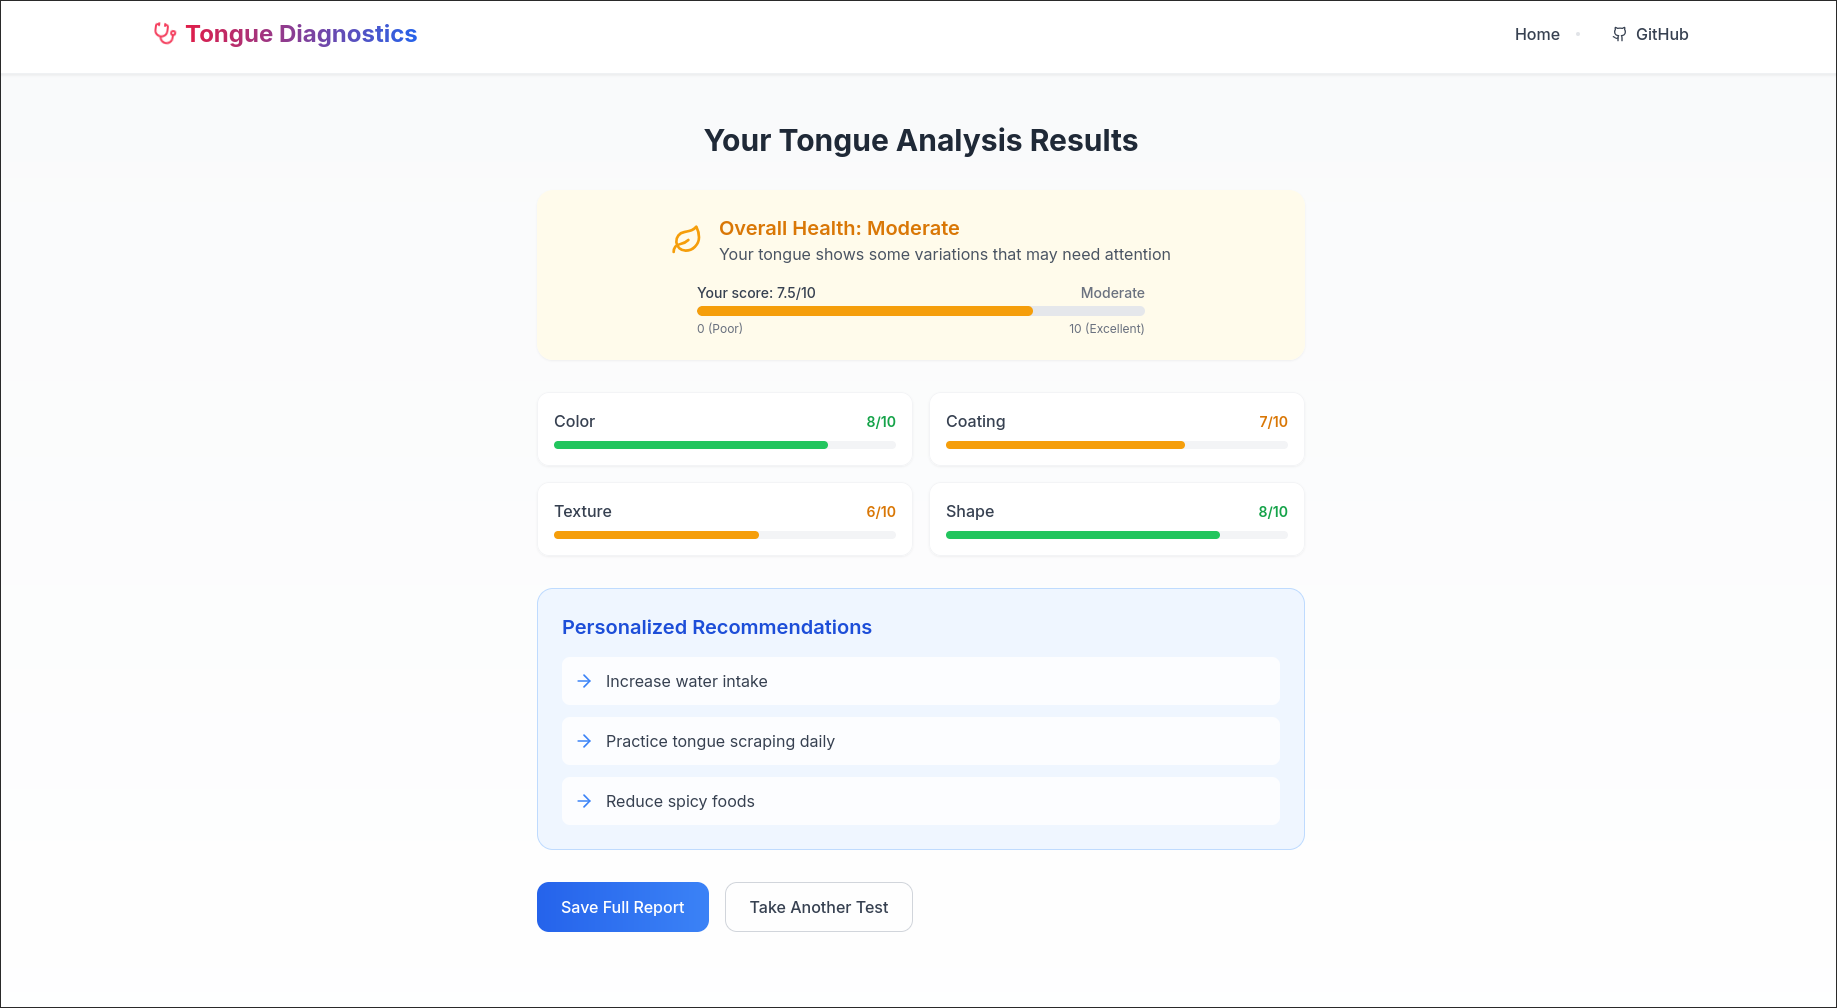 Tongue Diagnostics
Home
GitHub
Your Tongue Analysis Results
Overall Health: Moderate
Your tongue shows some variations that may need attention
Your score: 7.5/10 Moderate
0 (Poor) 10 (Excellent)
Color 8/10
Coating 7/10
Texture 6/10
Shape 8/10
Personalized Recommendations
Increase water intake
Practice tongue scraping daily
Reduce spicy foods
Save Full Report
Take Another Test